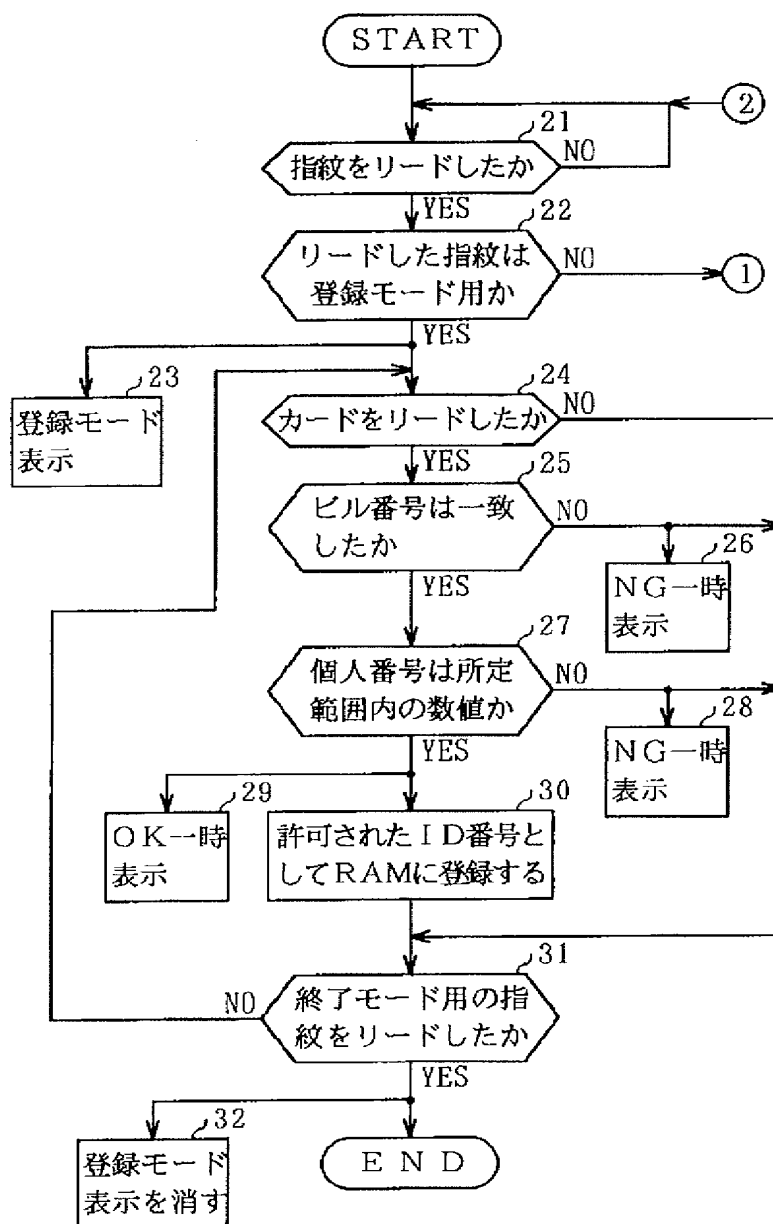 START
②
21
指紋をリードしたか
NO
YES
22
リードした指紋は
登録モード用か
NO
①
YES
23
登録モード
表示
24
カードをリードしたか
NO
YES
25
ビル番号は一致
したか
NO
26
NG一時
表示
YES
27
個人番号は所定
範囲内の数値か
NO
28
NG一時
表示
YES
29
OK一時
表示
30
許可されたID番号と
してRAMに登録する
31
終了モード用の指
紋をリードしたか
NO
YES
32
登録モード
表示を消す
END